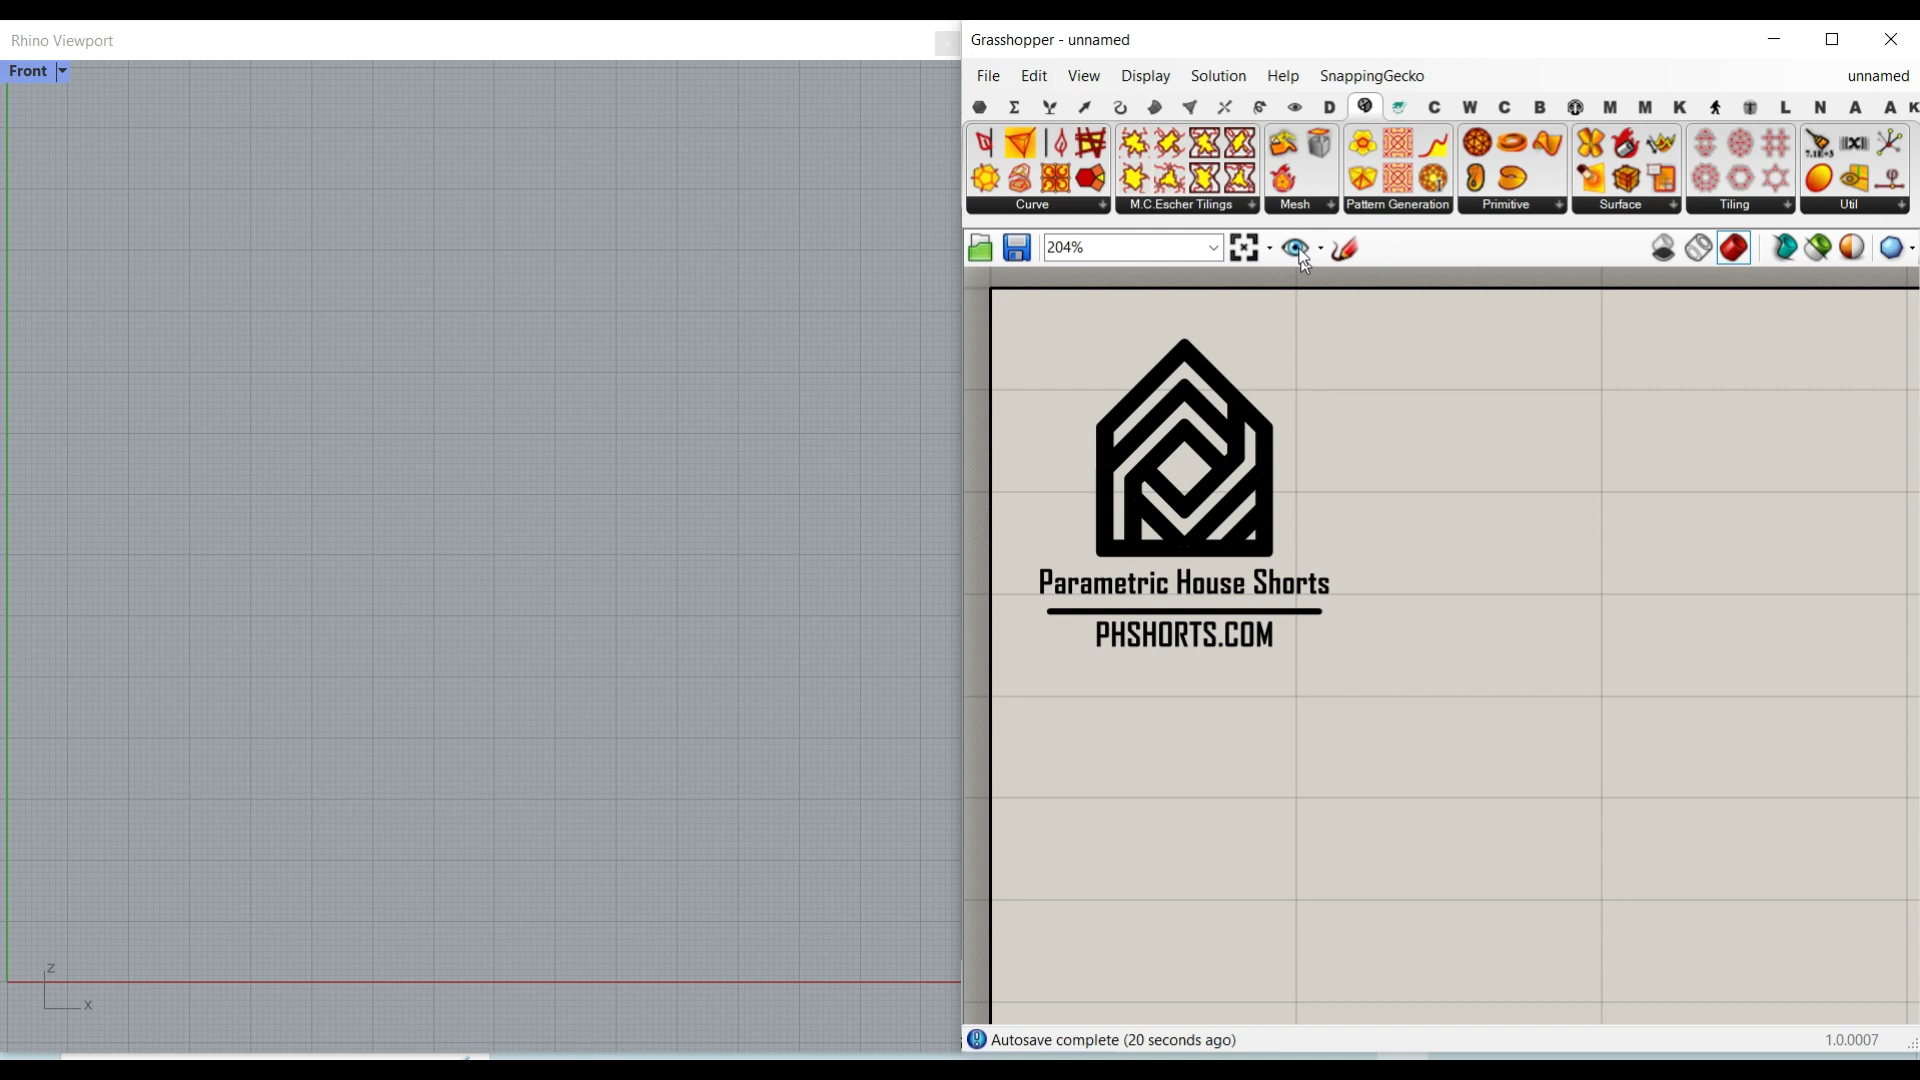 Rhino Viewport
Front
Grasshopper - unnamed
File Edit View Display Solution Help SnappingGecko unnamed
Σ D C W C B M M K L N A A K
Curve M.C.Escher Tilings Mesh Pattern Generation Primitive Surface Tiling Util
204%
Parametric House Shorts
PHSHORTS.COM
z
x
Autosave complete (20 seconds ago) 1.0.0007